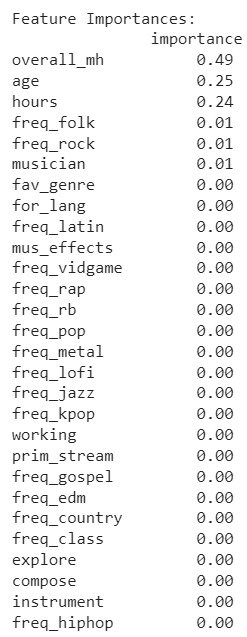 Feature Importances:
importance
overall_mh 0.49
age 0.25
hours 0.24
freq_folk 0.01
freq_rock 0.01
musician 0.01
fav_genre 0.00
for_lang 0.00
freq_latin 0.00
mus_effects 0.00
freq_vidgame 0.00
freq_rap 0.00
freq_rb 0.00
freq_pop 0.00
freq_metal 0.00
freq_lofi 0.00
freq_jazz 0.00
freq_kpop 0.00
working 0.00
prim_stream 0.00
freq_gospel 0.00
freq_edm 0.00
freq_country 0.00
freq_class 0.00
explore 0.00
compose 0.00
instrument 0.00
freq_hiphop 0.00